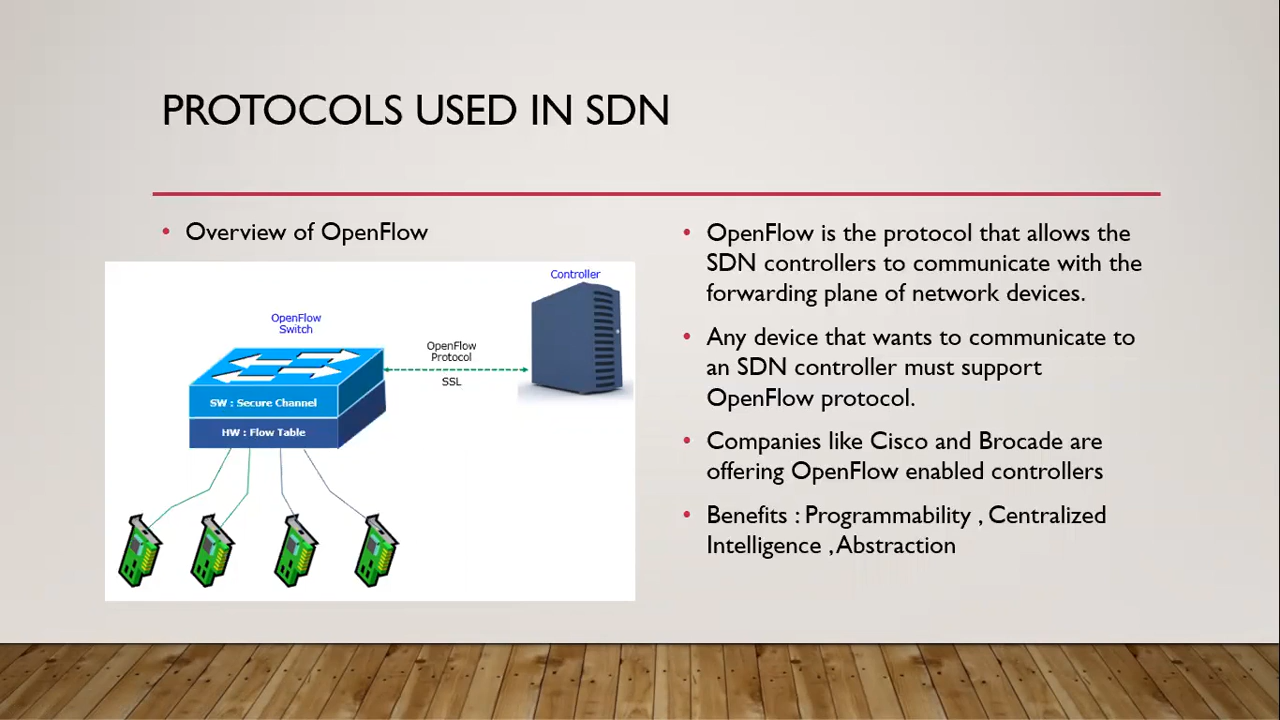 PROTOCOLS USED IN SDN
• Overview of OpenFlow
Controller
OpenFlow
Switch
OpenFlow
Protocol
SSL
SW : Secure Channel
HW : Flow Table
• OpenFlow is the protocol that allows the
SDN controllers to communicate with the
forwarding plane of network devices.
• Any device that wants to communicate to
an SDN controller must support
OpenFlow protocol.
• Companies like Cisco and Brocade are
offering OpenFlow enabled controllers
• Benefits : Programmability , Centralized
Intelligence , Abstraction